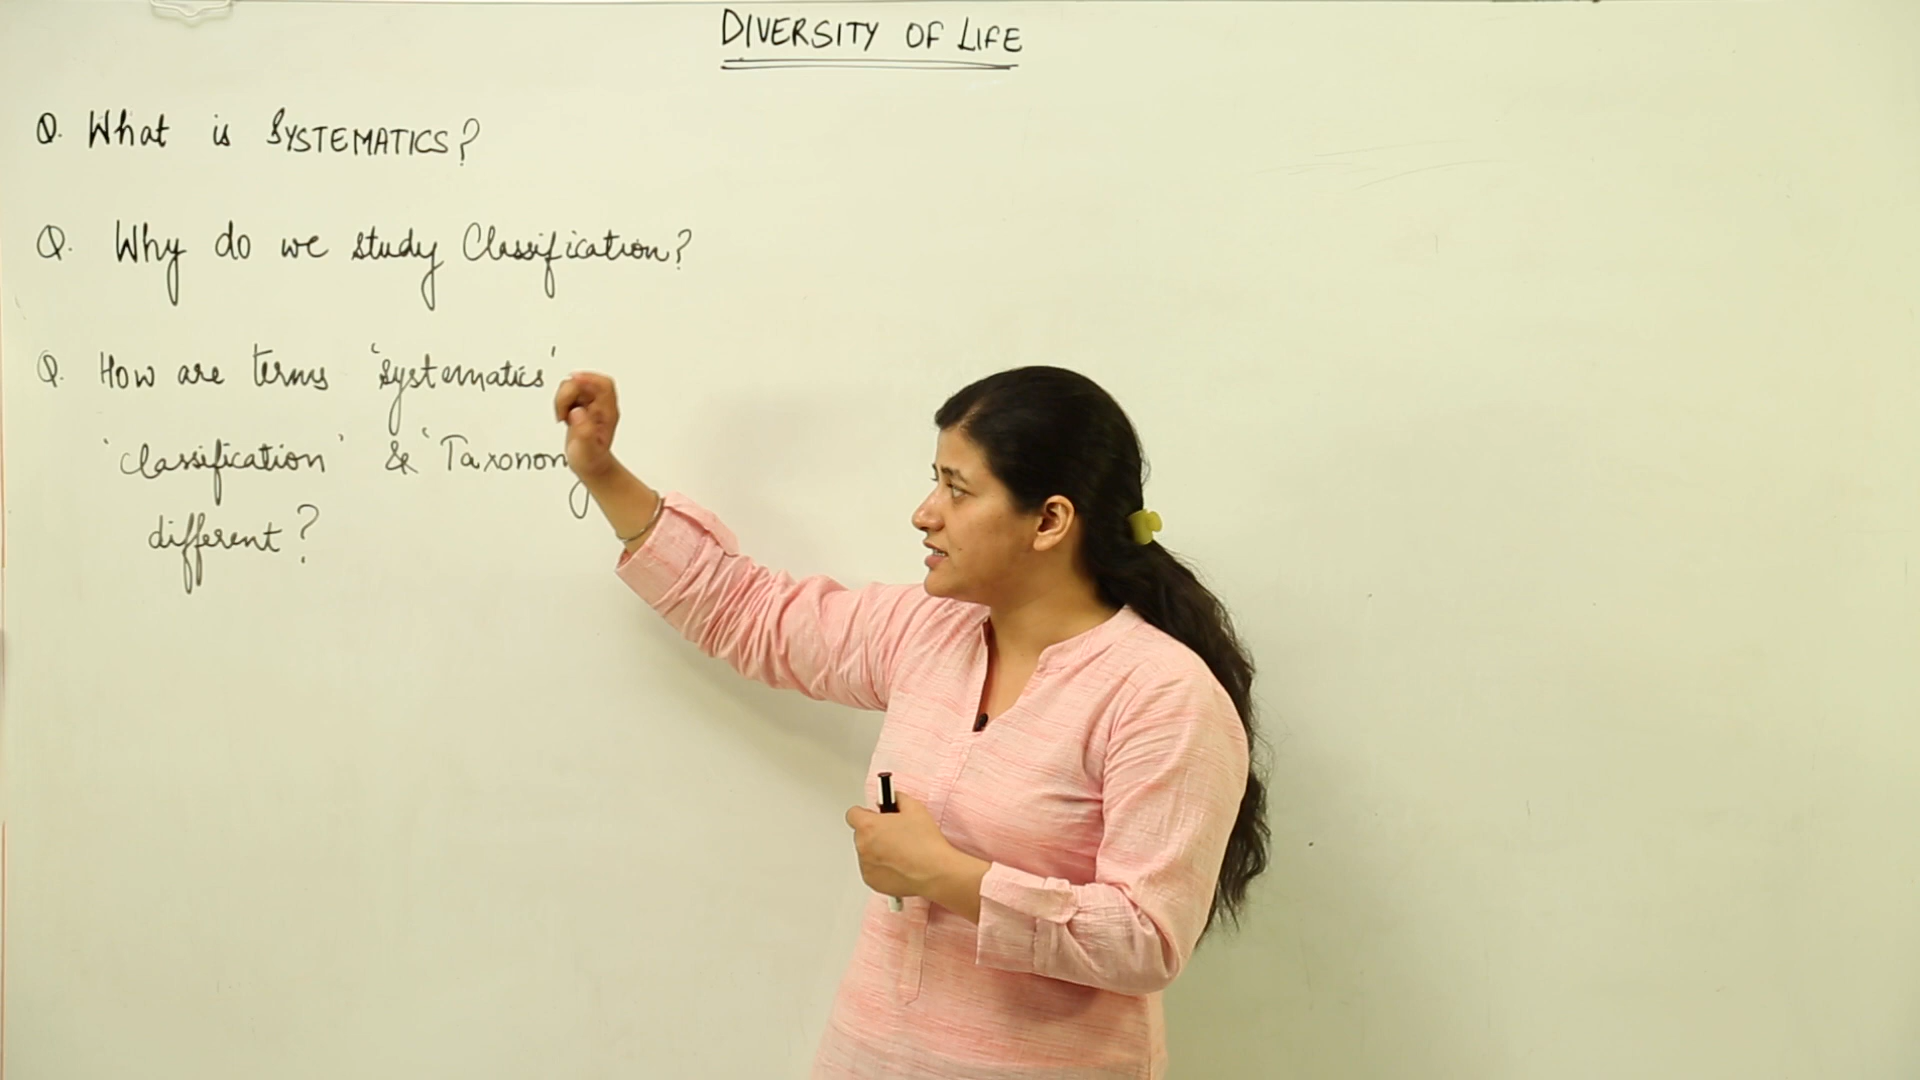 DIVERSITY OF LIFE
Q. What is SYSTEMATICS?
Q. Why do we study Classification?
Q. How are terms 'systematics'
'classification' & 'Taxonomy
different?